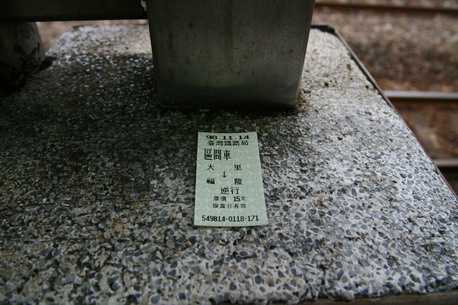 98.11.14
臺灣鐵路局
區間車
大里
↓
福隆
逆行
票價 15元
限當日有效
549814-0118-171